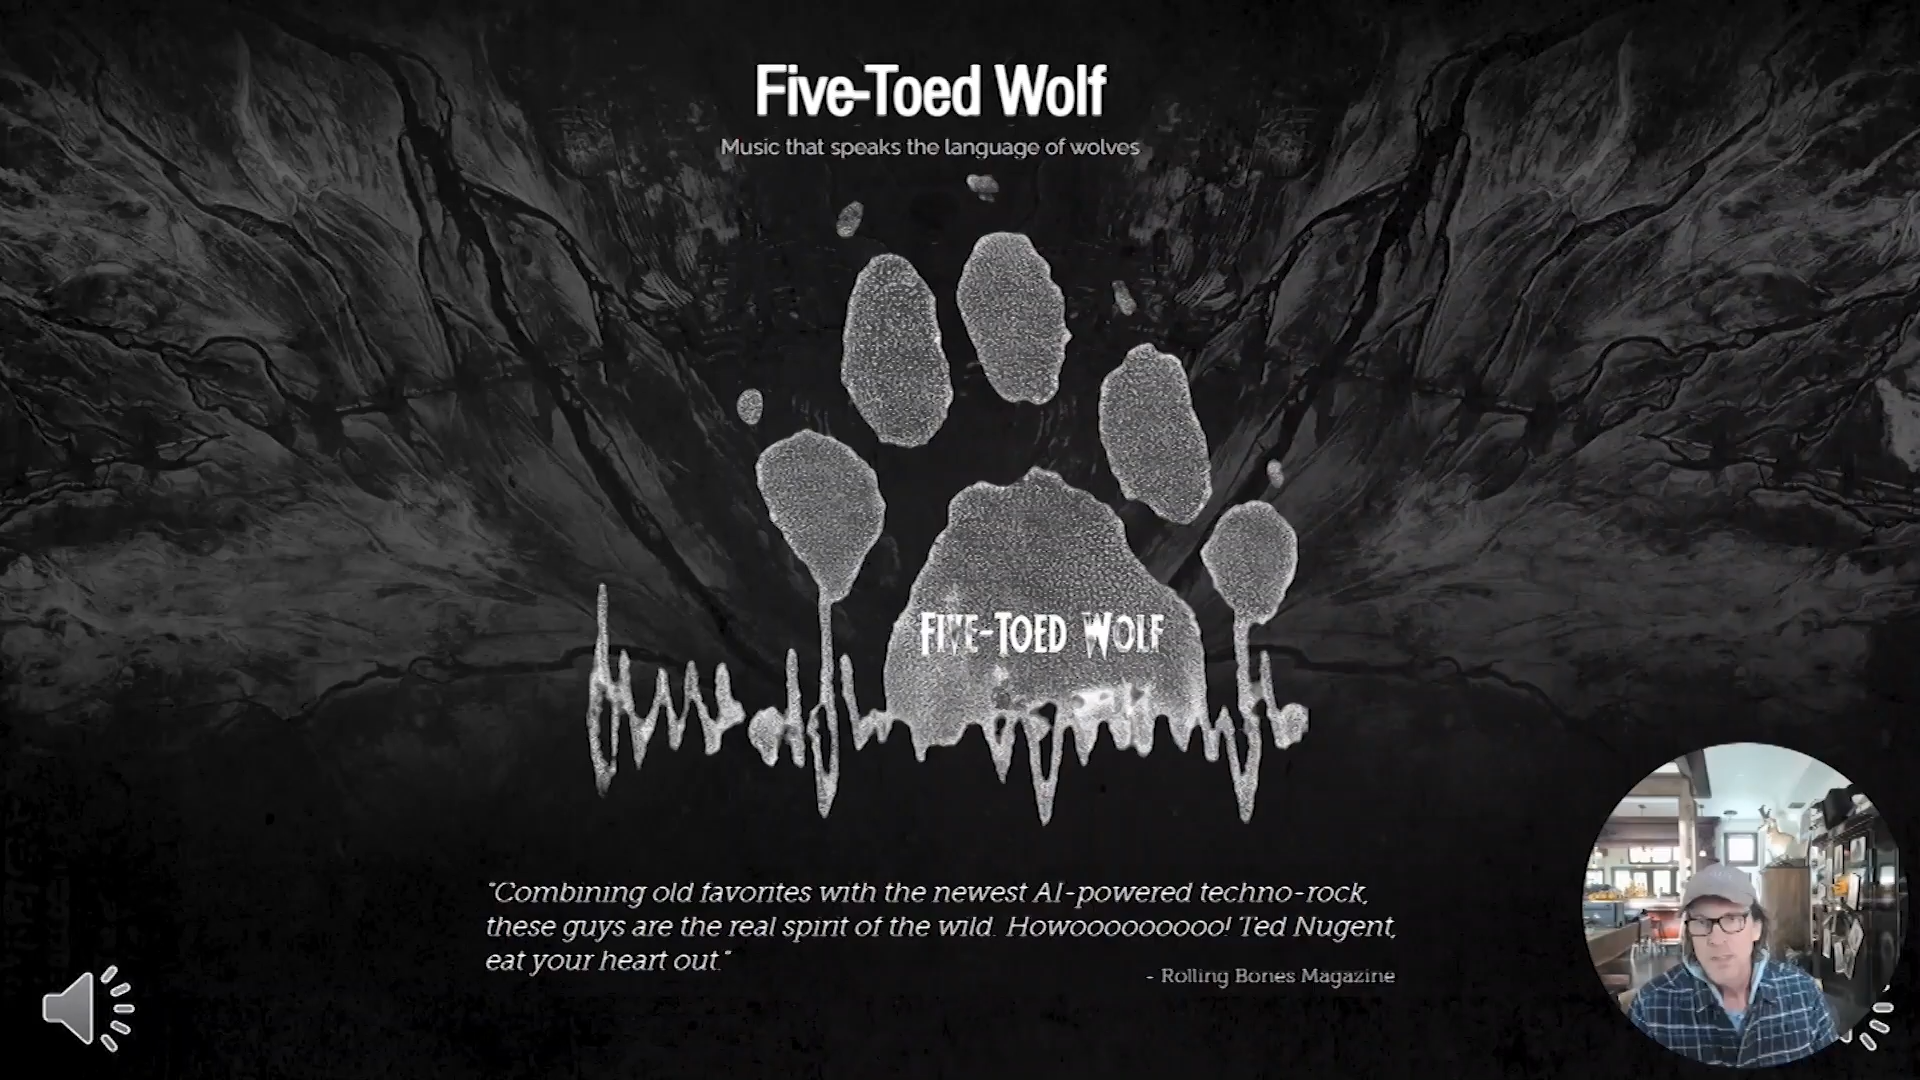 Five-Toed Wolf
Music that speaks the language of wolves
FIVE-TOED WOLF
"Combining old favorites with the newest AI-powered techno-rock,
these guys are the real spirit of the wild. Howooooooooo! Ted Nugent,
eat your heart out."
- Rolling Bones Magazine